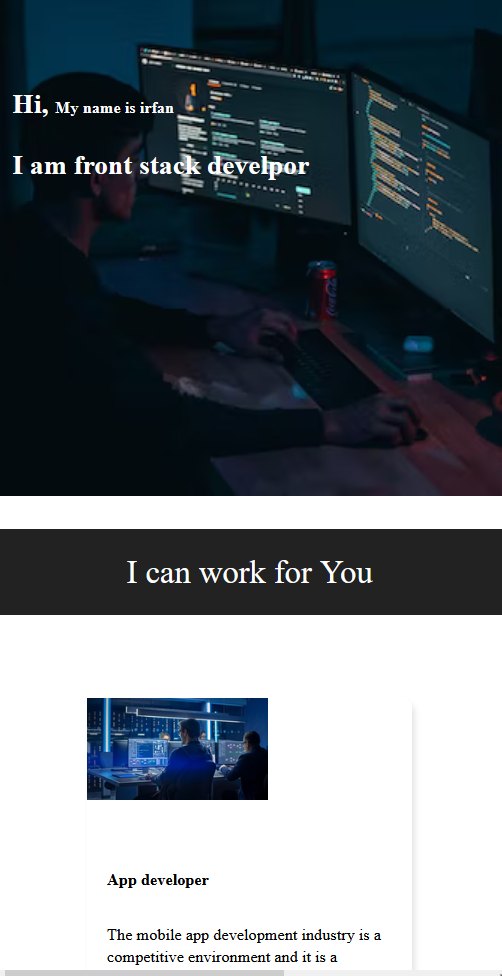 Hi, My name is irfan
I am front stack develpor
I can work for You
App developer
The mobile app development industry is a
competitive environment and it is a